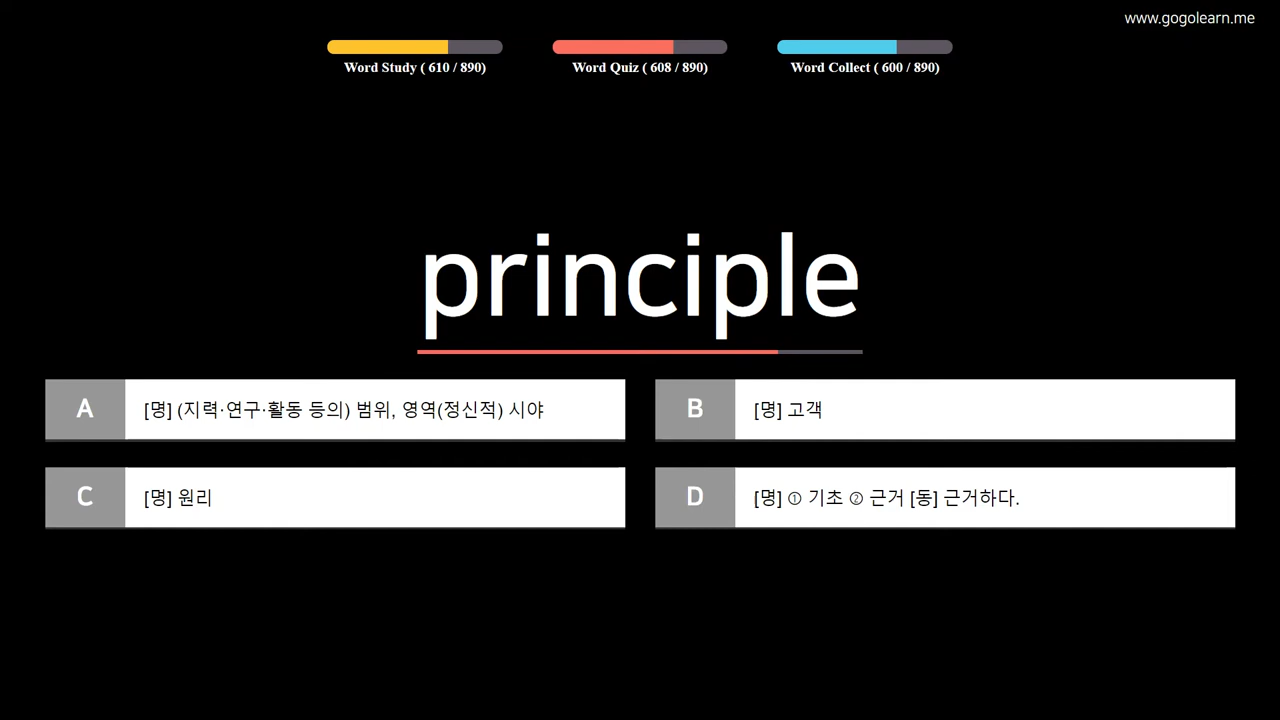 www.gogolearn.me
Word Study ( 610 / 890)
Word Quiz ( 608 / 890)
Word Collect ( 600 / 890)
principle
A [명] (지력·연구·활동 등의) 범위, 영역(정신적) 시야
B [명] 고객
C [명] 원리
D [명] ① 기초 ② 근거 [동] 근거하다.